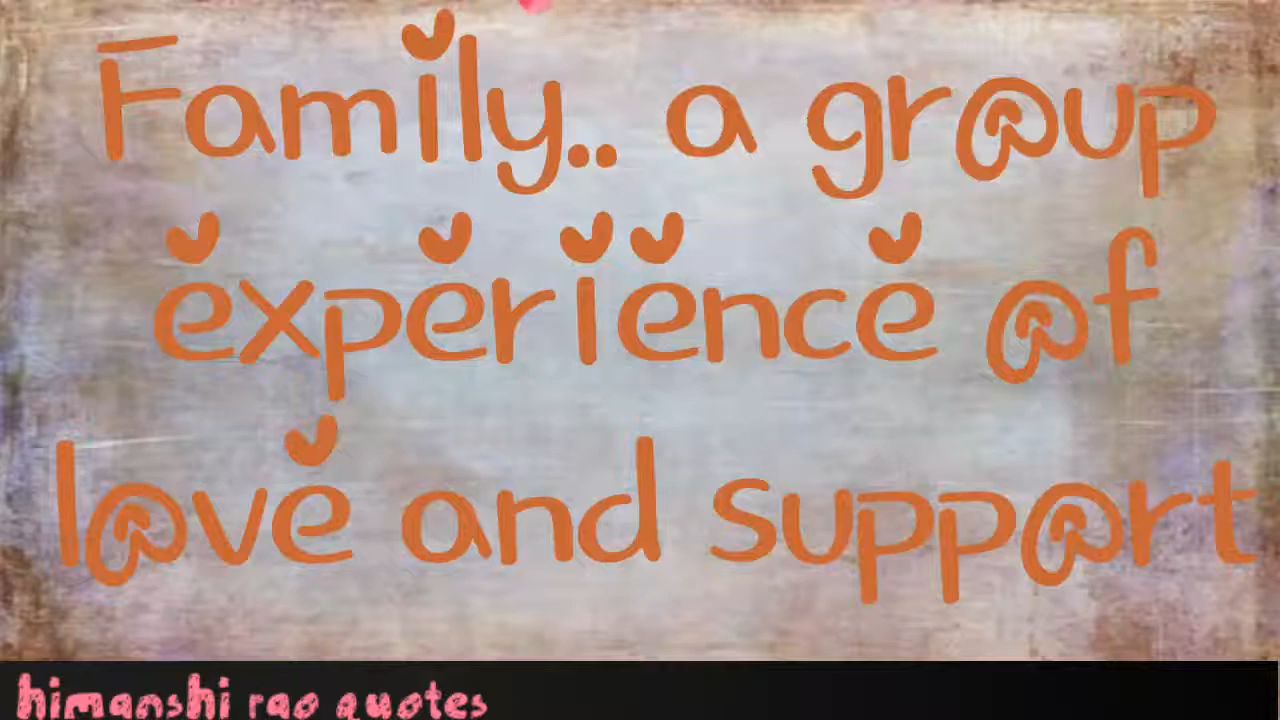 Family.. a group
experience of
love and support
himanshi rao quotes